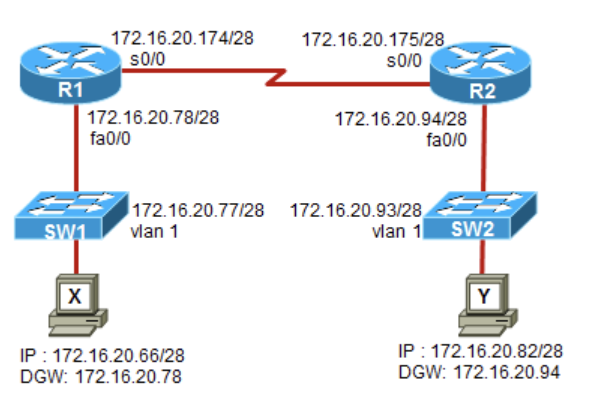 172.16.20.174/28
s0/0
172.16.20.175/28
s0/0
R1
R2
172.16.20.78/28
fa0/0
172.16.20.94/28
fa0/0
172.16.20.77/28
vlan 1
172.16.20.93/28
vlan 1
SW1
SW2
X
Y
IP : 172.16.20.66/28
DGW: 172.16.20.78
IP : 172.16.20.82/28
DGW: 172.16.20.94